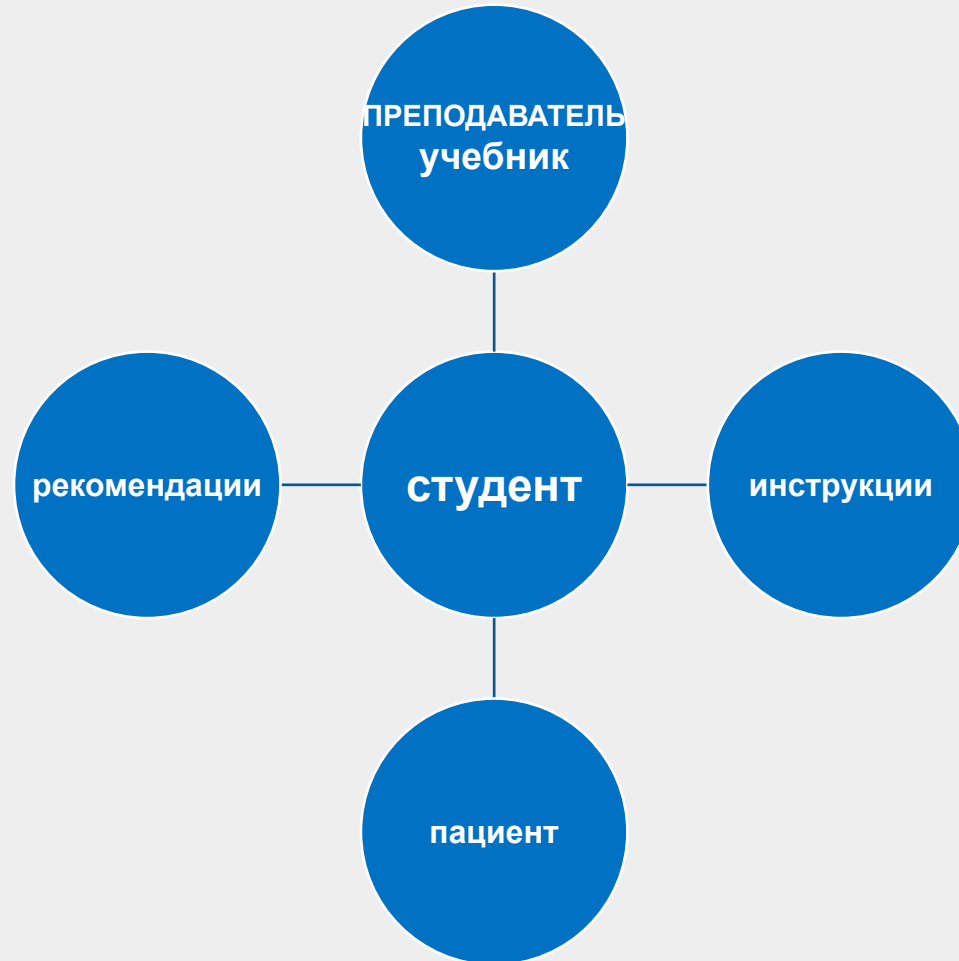 ПРЕПОДАВАТЕЛЬ
учебник
рекомендации
студент
инструкции
пациент